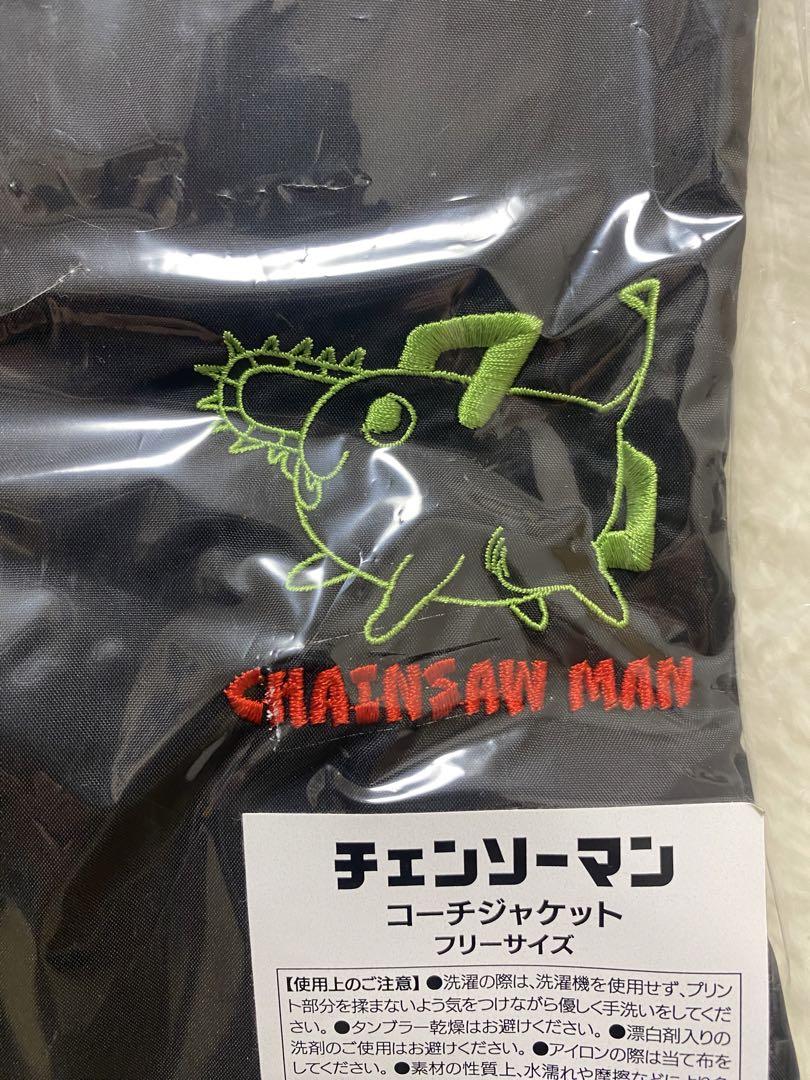 CHAINSAW MAN
チェンソーマン
コーチジャケット
フリーサイズ
【使用上のご注意】●洗濯の際は、洗濯機を使用せず、プリン
ト部分を揉まないよう気をつけながら優しく手洗いをしてくだ
さい。●タンブラー乾燥はお避けください。●漂白剤入りの
洗剤のご使用はお避けください。●アイロンの際は当て布を
してください。●素材の性質上、水濡れや摩擦などにより